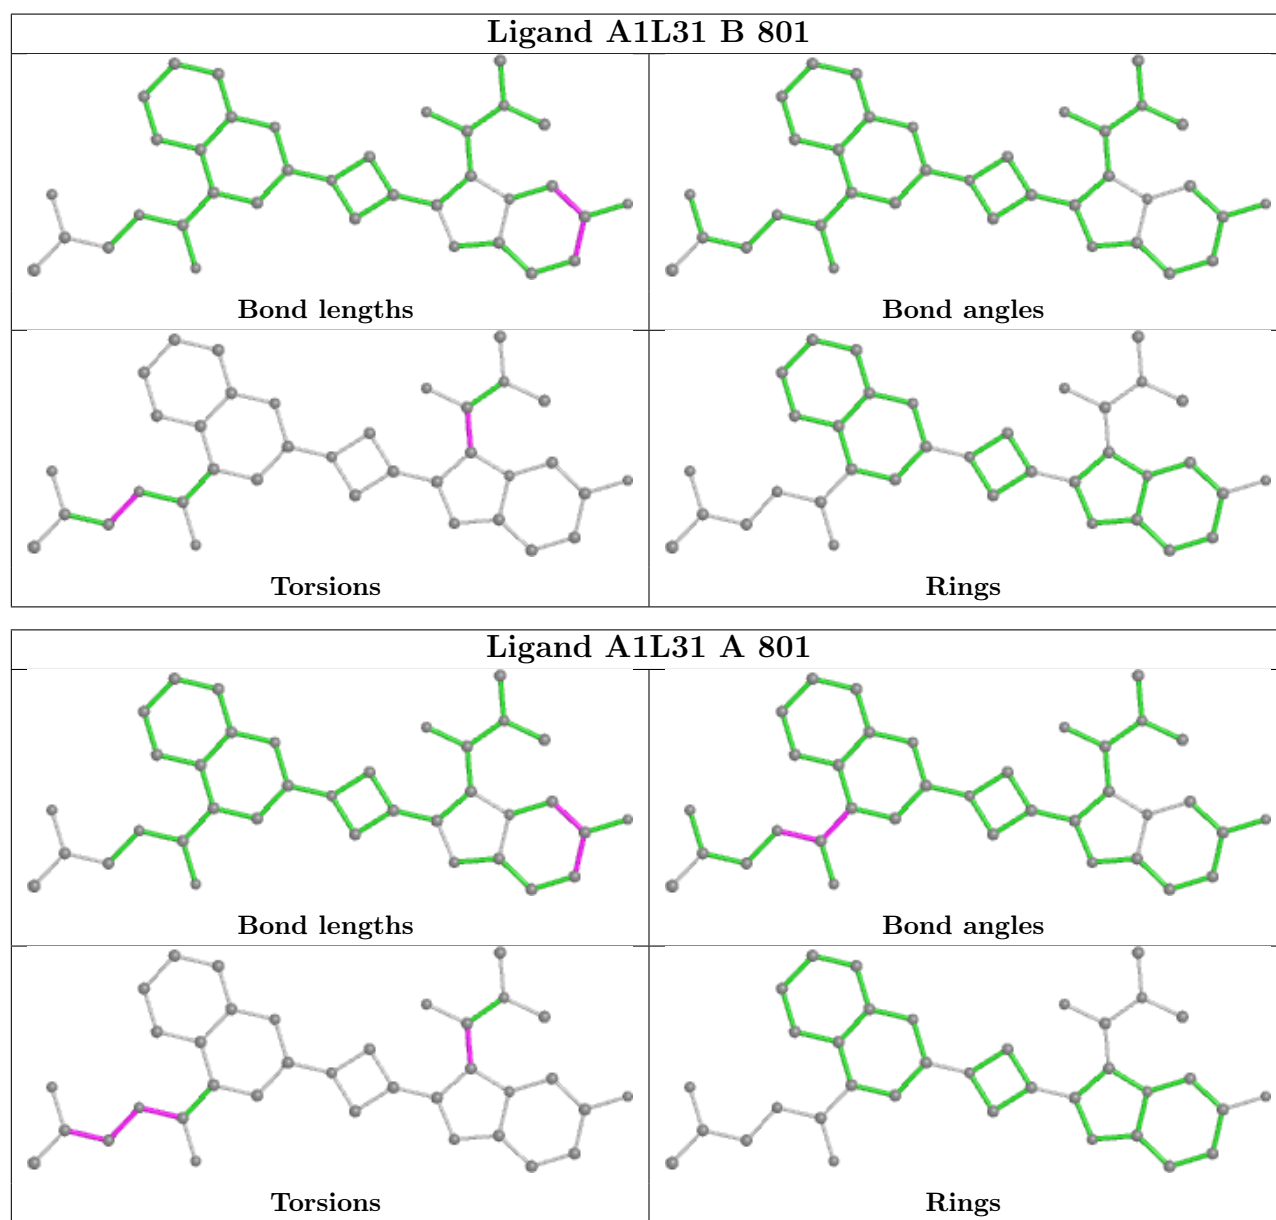 Ligand A1L31 B 801
Bond lengths
Bond angles
Torsions
Rings
Ligand A1L31 A 801
Bond lengths
Bond angles
Torsions
Rings